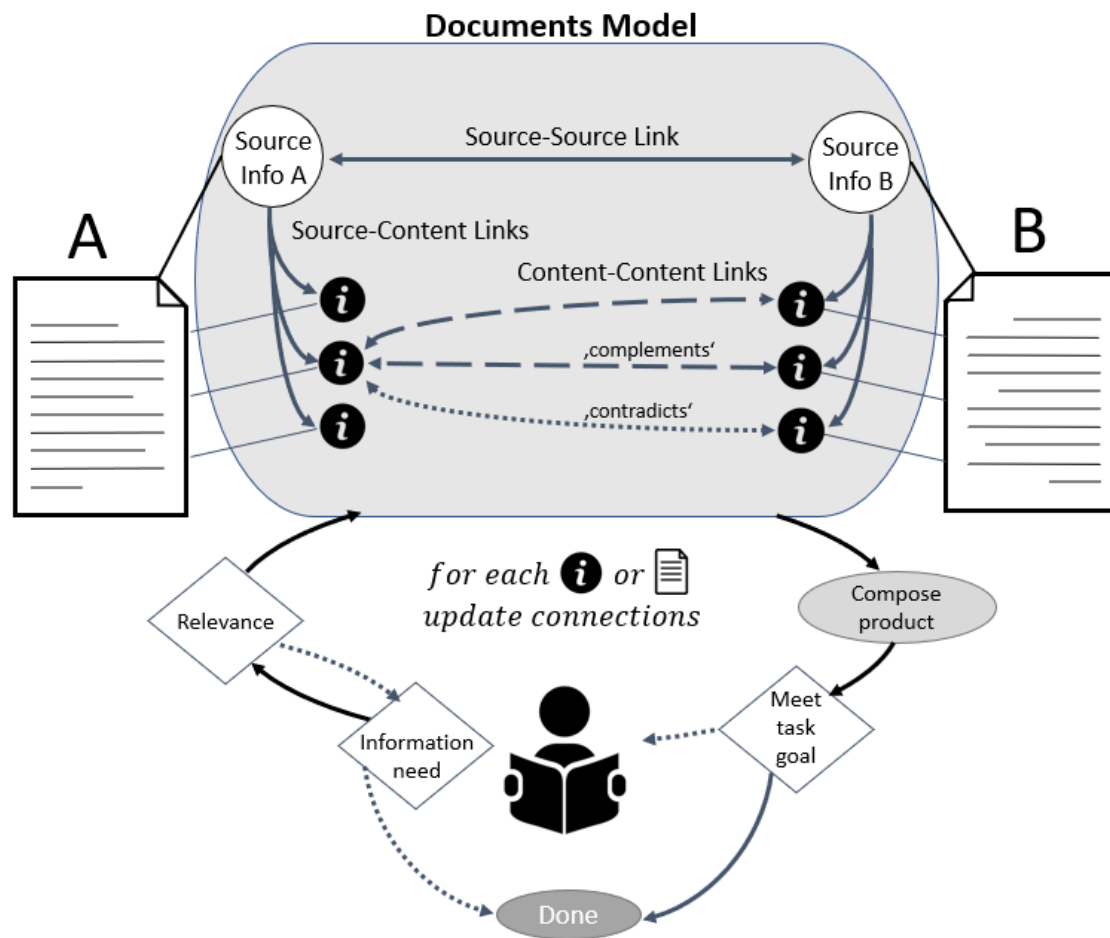 Documents Model
Source
Info A
Source-Source Link
Source
Info B
A
B
Source-Content Links
Content-Content Links
i
i
i
i
i
i
‚complements‘
‚contradicts‘
for each i or
update connections
Relevance
Compose
product
Information
need
Meet
task
goal
Done